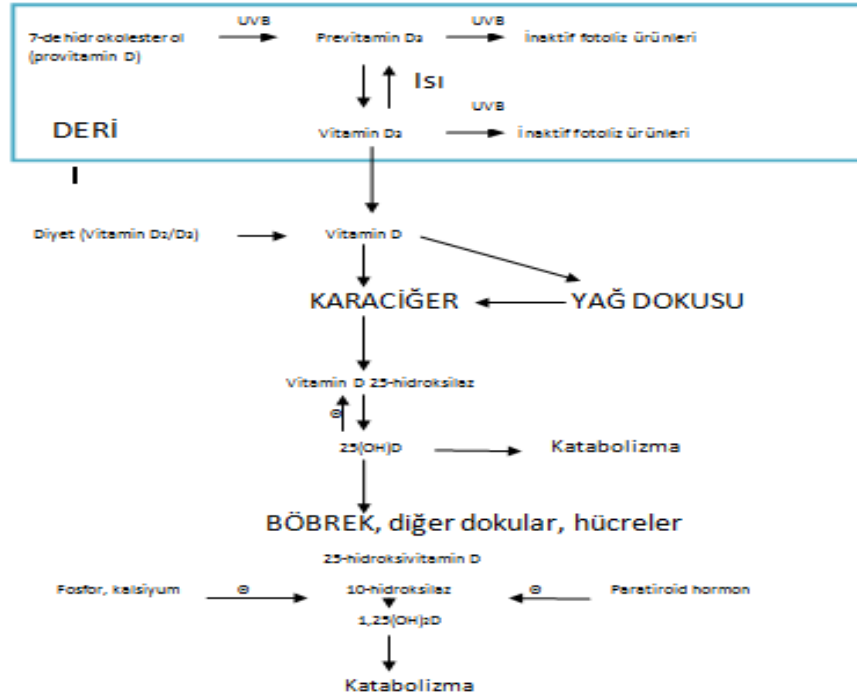 UVB UVB
7-dehidrokolesterol Previtamin D₃ İnaktif fotoliz ürünleri
(provitamin D)
Isı
UVB
DERİ Vitamin D₃ İnaktif fotoliz ürünleri
I
Diyet (Vitamin D₂/D₃) Vitamin D
KARACİĞER YAĞ DOKUSU
Vitamin D 25-hidroksilaz
Θ
25(OH)D Katabolizma
BÖBREK, diğer dokular, hücreler
25-hidroksivitamin D
Fosfor, kalsiyum Θ 10-hidroksilaz Θ Paratiroid hormon
1,25(OH)₂D
Katabolizma